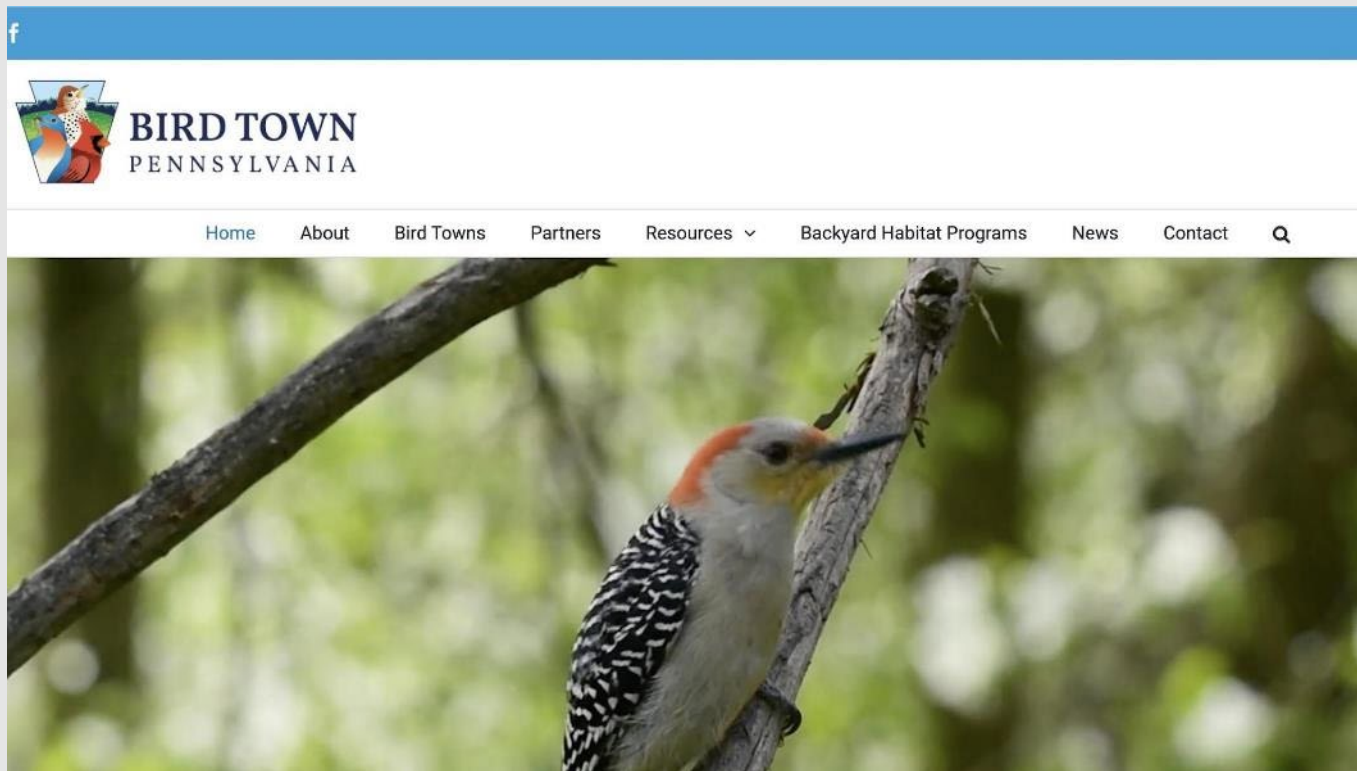 f
BIRD TOWN
PENNSYLVANIA
Home About Bird Towns Partners Resources Backyard Habitat Programs News Contact